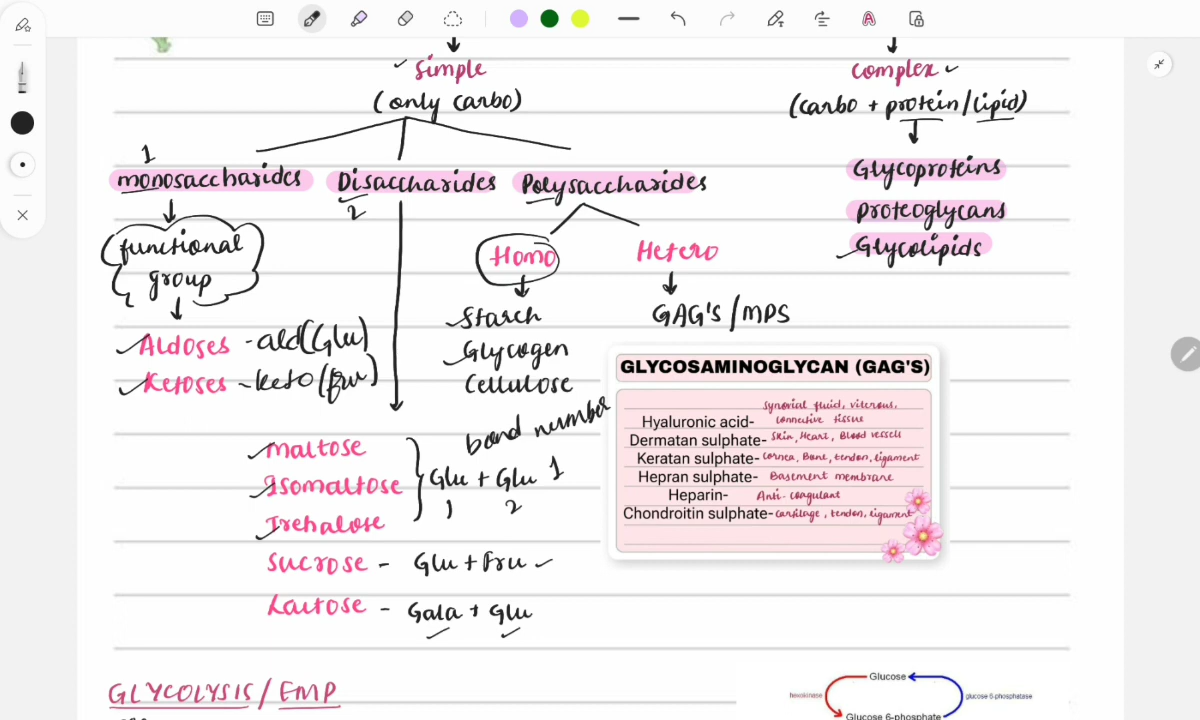 Simple
(only carbo)
1
monosaccharides
Disaccharides
2
Polysaccharides
functional
group
Aldoses - ald(Glu)
Ketoses - keto(fru)
Homo
Starch
Glycogen
Cellulose
Hetero
GAG'S/MPS
bond number
maltose
Isomaltose
Trehalose
Glu + Glu 1
1 2
Sucrose - Glu + Fru
Lactose - Gala + Glu
Complex
(carbo + protein/lipid)
Glycoproteins
proteoglycans
Glycolipids
GLYCOSAMINOGLYCAN (GAG'S)
Hyaluronic acid- synovial fluid, viterous, connective tissue
Dermatan sulphate- skin, Heart, Blood vessell
Keratan sulphate- cornea, Bone, tendon, ligament
Hepran sulphate- Basement membrane
Heparin- Anti-coagulant
Chondroitin sulphate- cartilage, tendon, ligament
GLYCOLYSIS/EMP
Glucose
hexokinase
glucose 6-phosphatase
Glucose 6-phosphate